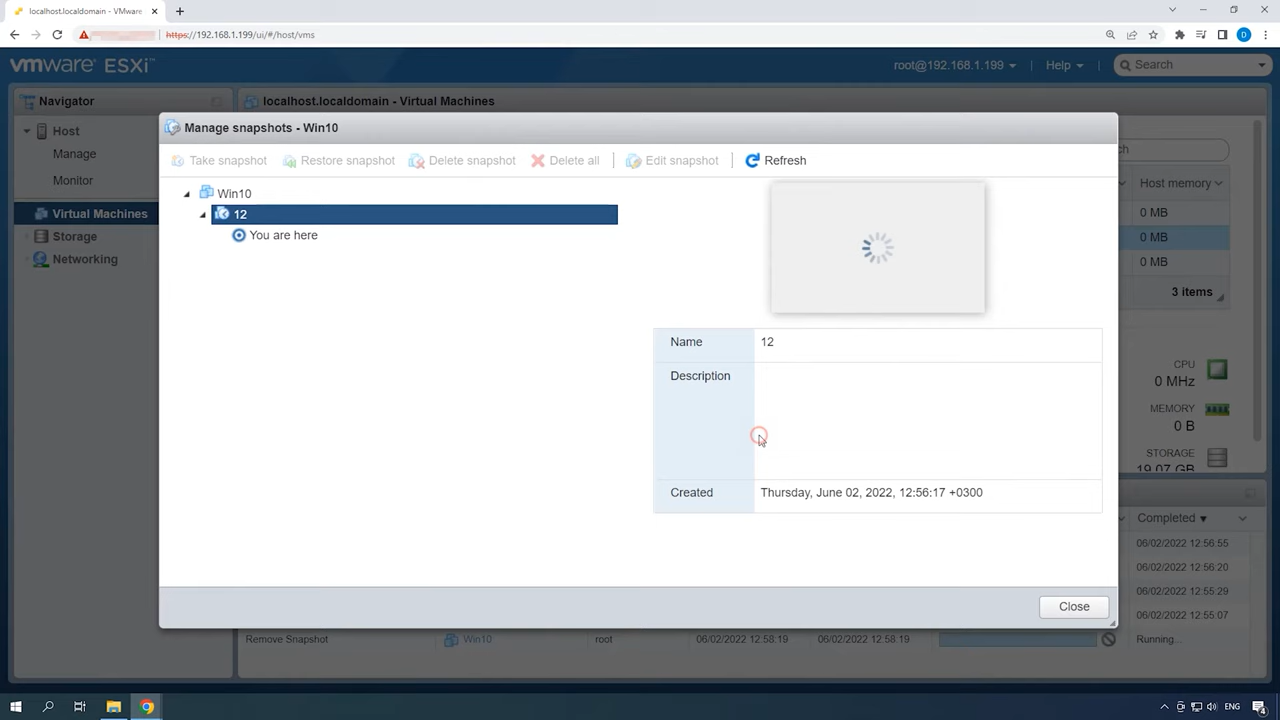 localhost.localdomain - VMware
https://192.168.1.199/ui/#/host/vms
D
vmware ESXi™
root@192.168.1.199
Help
Search
Navigator
localhost.localdomain - Virtual Machines
Host
Manage
Monitor
Virtual Machines
Storage
Networking
Manage snapshots - Win10
Take snapshot
Restore snapshot
Delete snapshot
Delete all
Edit snapshot
Refresh
Win10
12
You are here
Name
12
Description
Created
Thursday, June 02, 2022, 12:56:17 +0300
Close
ch
Host memory
0 MB
0 MB
0 MB
3 items
CPU
0 MHz
MEMORY
0 B
STORAGE
19.07 GB
Completed ▼
06/02/2022 12:56:55
06/02/2022 12:56:20
06/02/2022 12:55:29
06/02/2022 12:55:07
Remove Snapshot
Win10
root
06/02/2022 12:58:19
06/02/2022 12:58:19
Running...
ENG